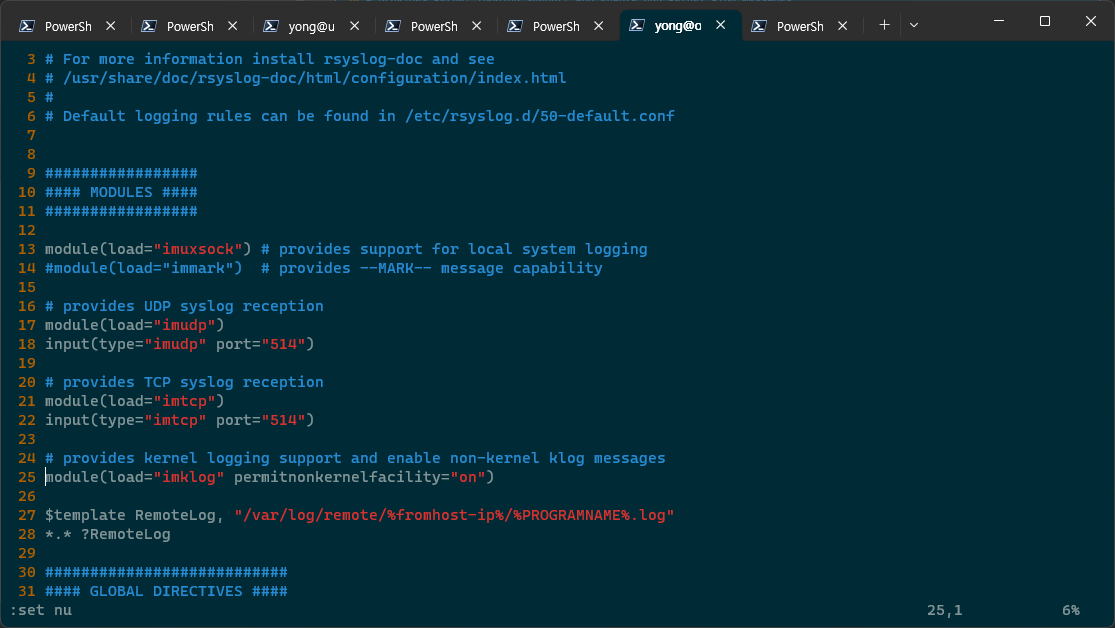 PowerSh PowerSh yong@u PowerSh PowerSh yong@o PowerSh
3 # For more information install rsyslog-doc and see
4 # /usr/share/doc/rsyslog-doc/html/configuration/index.html
5 #
6 # Default logging rules can be found in /etc/rsyslog.d/50-default.conf
7
8
9 #################
10 #### MODULES ####
11 #################
12
13 module(load="imuxsock") # provides support for local system logging
14 #module(load="immark")  # provides --MARK-- message capability
15
16 # provides UDP syslog reception
17 module(load="imudp")
18 input(type="imudp" port="514")
19
20 # provides TCP syslog reception
21 module(load="imtcp")
22 input(type="imtcp" port="514")
23
24 # provides kernel logging support and enable non-kernel klog messages
25 module(load="imklog" permitnonkernelfacility="on")
26
27 $template RemoteLog, "/var/log/remote/%fromhost-ip%/%PROGRAMNAME%.log"
28 *.* ?RemoteLog
29
30 ###########################
31 #### GLOBAL DIRECTIVES ####
:set nu 25,1 6%